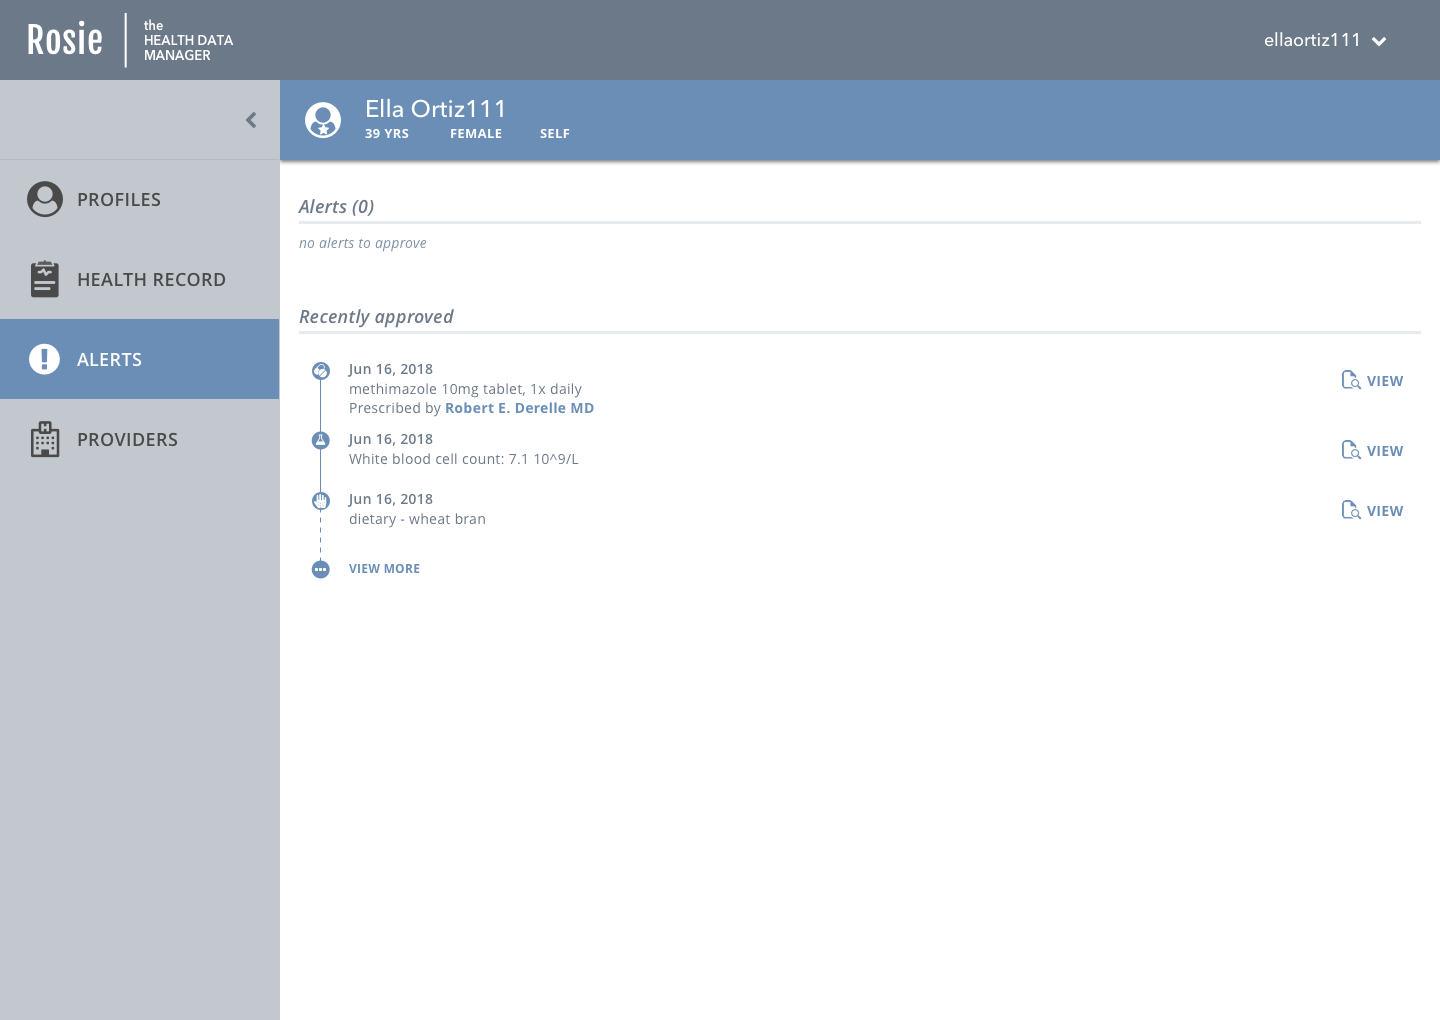 Rosie
the
HEALTH DATA
MANAGER
ellaortiz111
Ella Ortiz111
39 YRS FEMALE SELF
PROFILES
HEALTH RECORD
ALERTS
PROVIDERS
Alerts (0)
no alerts to approve
Recently approved
Jun 16, 2018
methimazole 10mg tablet, 1x daily
Prescribed by Robert E. Derelle MD
VIEW
Jun 16, 2018
White blood cell count: 7.1 10^9/L
VIEW
Jun 16, 2018
dietary - wheat bran
VIEW
VIEW MORE